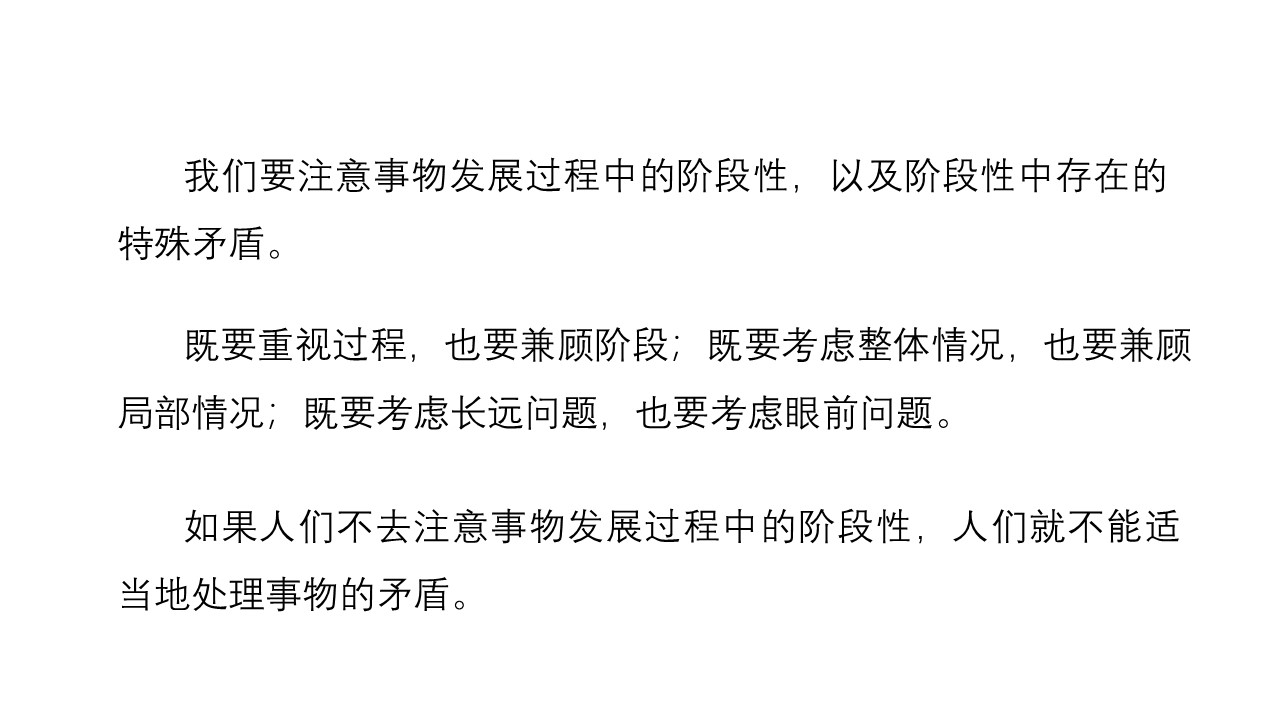 我们要注意事物发展过程中的阶段性，以及阶段性中存在的
特殊矛盾。
既要重视过程，也要兼顾阶段；既要考虑整体情况，也要兼顾
局部情况；既要考虑长远问题，也要考虑眼前问题。
如果人们不去注意事物发展过程中的阶段性，人们就不能适
当地处理事物的矛盾。